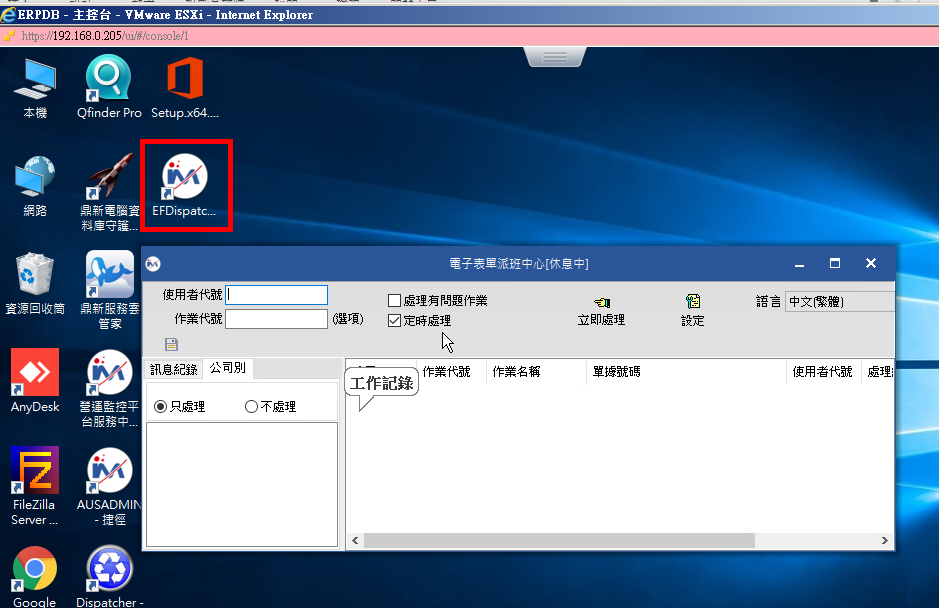 ERPDB - 主控台 - VMware ESXi - Internet Explorer
https://192.168.0.205/ui/#/console/1
本機
Qfinder Pro
Setup.x64....
網路
鼎新電腦資
料庫守護...
EFDispatc...
資源回收筒
鼎新服務雲
管家
AnyDesk
營運監控平
台服務中...
FileZilla
Server ...
AUSADMIN
- 捷徑
Google
Dispatcher -
電子表單派班中心[休息中]
使用者代號
處理有問題作業
語言 中文(繁體)
作業代號
(選項)
定時處理
立即處理
設定
訊息紀錄
公司別
只處理
不處理
工作記錄
作業代號
作業名稱
單據號碼
使用者代號